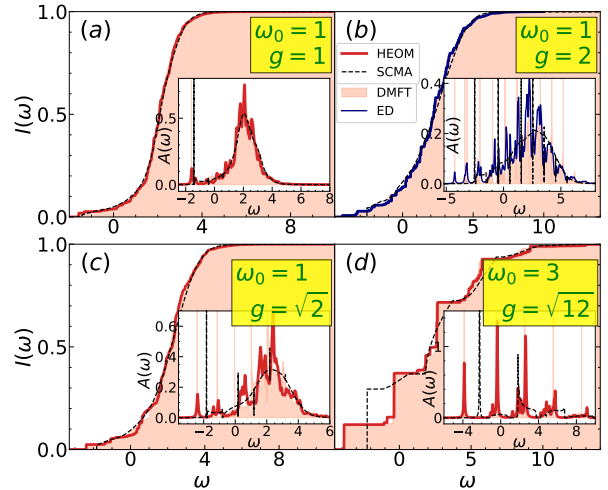 (a)
ω₀ = 1
g = 1
(b)
ω₀ = 1
g = 2
HEOM
SCMA
DMFT
ED
I(ω)
1.0
0.5
0.0
0 4 8
A(ω)
0.7
0.0
−2 0 2 4 6 8
ω
0 5 10
A(ω)
0.4
0.2
0.0
−5 0 5
ω
(c)
ω₀ = 1
g = √2
(d)
ω₀ = 3
g = √12
I(ω)
1.0
0.5
0.0
0 4 8
ω
A(ω)
0.6
0.4
0.2
0.0
−2 0 2 4 6
ω
0 5 10
ω
A(ω)
1
0
−4 0 4 8
ω